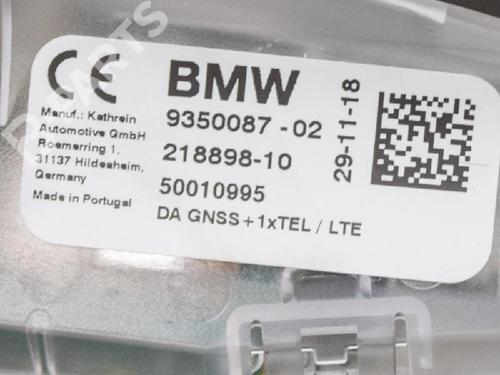 B-PARTS
CE
BMW
Manuf.: Kathrein
Automotive GmbH
Roemerring 1,
31137 Hildesheim,
Germany
Made in Portugal
9350087 - 02
218898-10
50010995
DA GNSS + 1xTEL / LTE
29-11-18